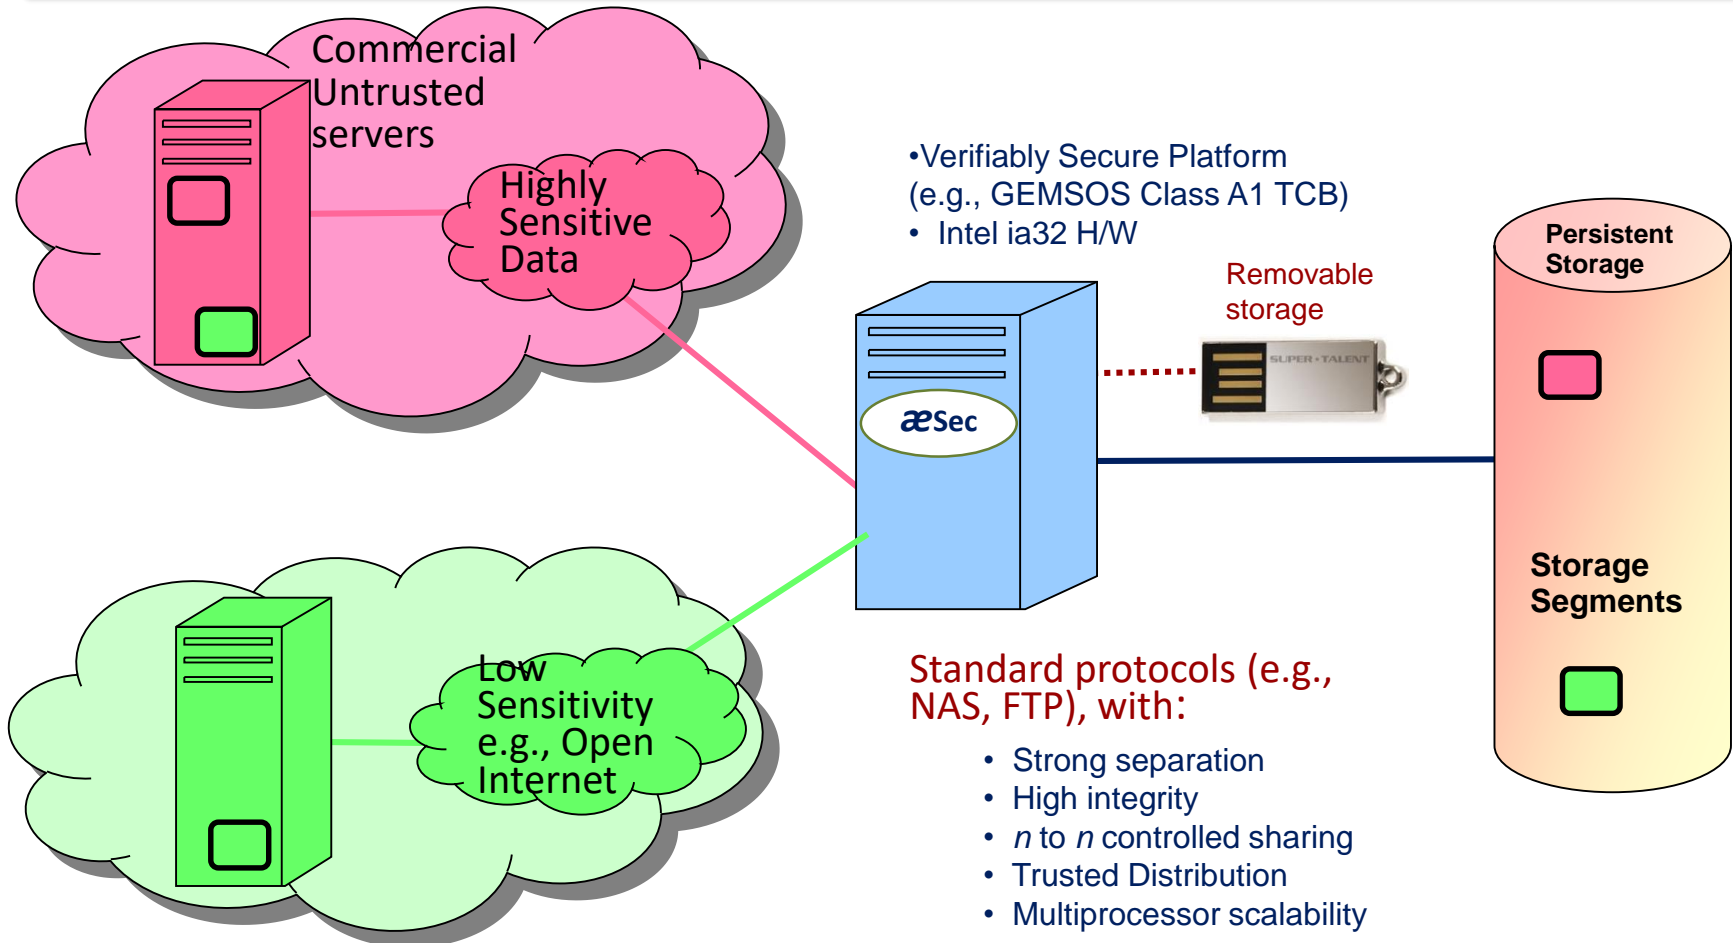 Commercial
Untrusted
servers
Highly
Sensitive
Data
•Verifiably Secure Platform
(e.g., GEMSOS Class A1 TCB)
• Intel ia32 H/W
Removable
storage
SUPER•TALENT
Persistent
Storage
æSec
Storage
Segments
Low
Sensitivity
e.g., Open
Internet
Standard protocols (e.g.,
NAS, FTP), with:
• Strong separation
• High integrity
• n to n controlled sharing
• Trusted Distribution
• Multiprocessor scalability